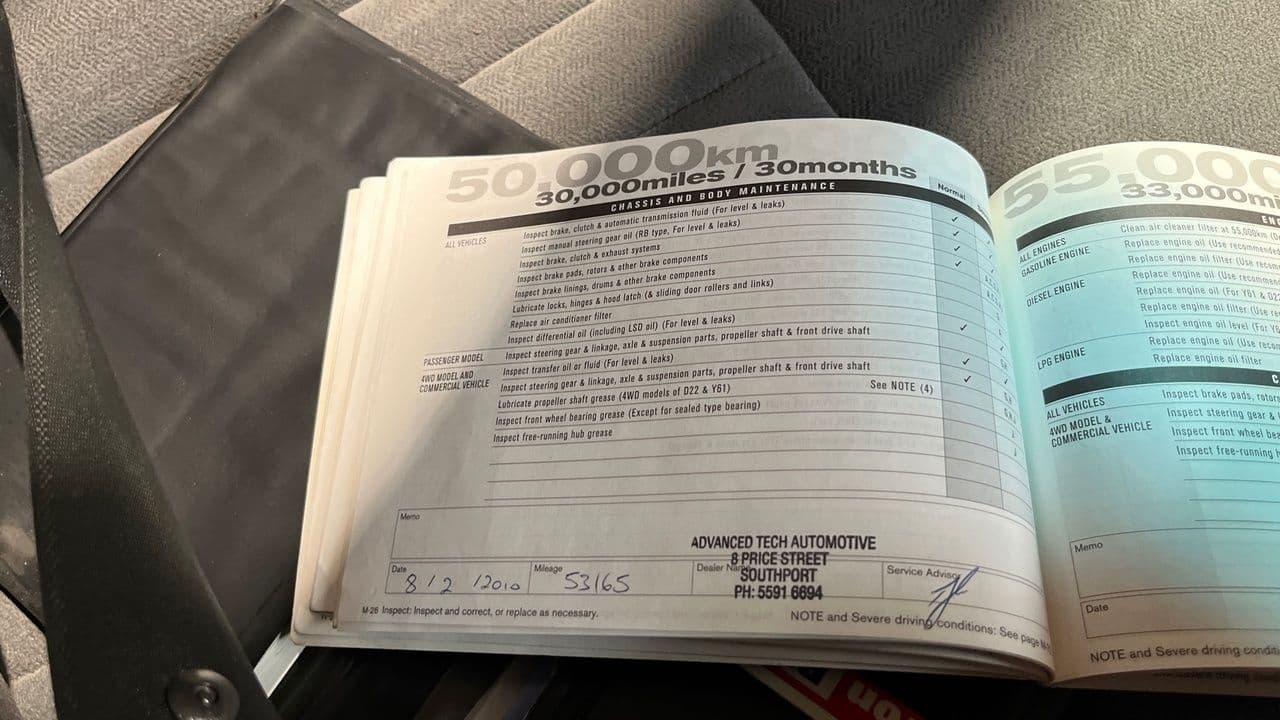 50,000km
30,000miles / 30months
CHASSIS AND BODY MAINTENANCE
Normal
ALL VEHICLES
Inspect brake, clutch & automatic transmission fluid (For level & leaks)
Inspect manual steering gear oil (RB type, For level & leaks)
Inspect brake, clutch & exhaust systems
Inspect brake pads, rotors & other brake components
Inspect brake linings, drums & other brake components
Lubricate locks, hinges & hood latch (& sliding door rollers and links)
Replace air conditioner filter
Inspect differential oil (including LSD oil) (For level & leaks)
PASSENGER MODEL
Inspect steering gear & linkage, axle & suspension parts, propeller shaft & front drive shaft
4WD MODEL AND
COMMERCIAL VEHICLE
Inspect transfer oil or fluid (For level & leaks)
Inspect steering gear & linkage, axle & suspension parts, propeller shaft & front drive shaft
Lubricate propeller shaft grease (4WD models of D22 & Y61) See NOTE (4)
Inspect front wheel bearing grease (Except for sealed type bearing)
Inspect free-running hub grease
Memo
Date
8 / 2 / 2010
Mileage
53165
Dealer Name
ADVANCED TECH AUTOMOTIVE
8 PRICE STREET
SOUTHPORT
PH: 5591 6694
Service Advisor
M-26 Inspect: Inspect and correct, or replace as necessary.
NOTE and Severe driving conditions: See page
55,000
33,000mi
ALL ENGINES
Clean air cleaner filter at 55,000km
GASOLINE ENGINE
Replace engine oil (Use recommended
Replace engine oil filter (Use recom
DIESEL ENGINE
Replace engine oil (Use recommen
Replace engine oil (For Y61 & D2
Replace engine oil filter (Use re
Inspect engine oil level (For Y
LPG ENGINE
Replace engine oil (Use recom
Replace engine oil filter
ALL VEHICLES
Inspect brake pads, rotors
4WD MODEL &
COMMERCIAL VEHICLE
Inspect steering gear &
Inspect front wheel bea
Inspect free-running h
Memo
Date
NOTE and Severe driving condit